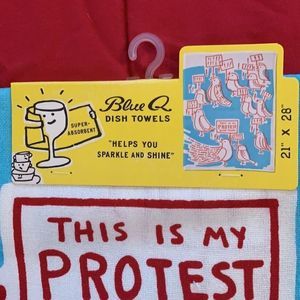 Blue Q
DISH TOWELS
SUPER-
ABSORBENT
"HELPS YOU
SPARKLE AND SHINE"
21" X 28"
THIS IS MY
PROTEST